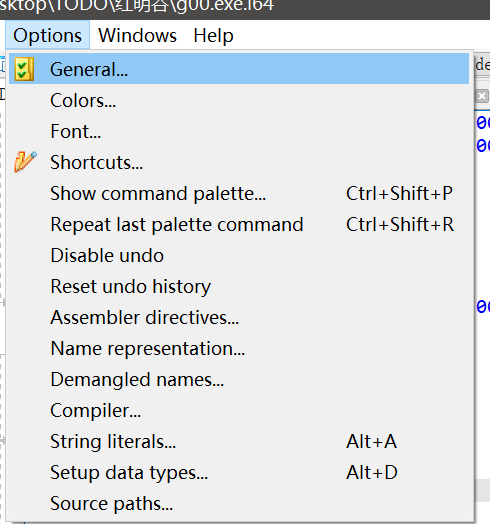 sktop\TODO\红明谷\g00.exe.i64
Options Windows Help
General...
Colors...
Font...
Shortcuts...
Show command palette... Ctrl+Shift+P
Repeat last palette command Ctrl+Shift+R
Disable undo
Reset undo history
Assembler directives...
Name representation...
Demangled names...
Compiler...
String literals... Alt+A
Setup data types... Alt+D
Source paths...